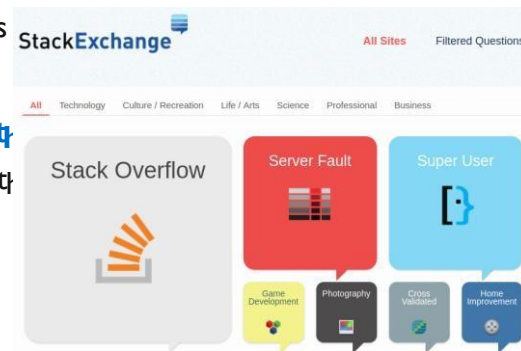 s
StackExchange
All Sites Filtered Questions
All Technology Culture / Recreation Life / Arts Science Professional Business
Stack Overflow
Server Fault
Super User
Game
Development
Photography
Cross
Validated
Home
Improvement